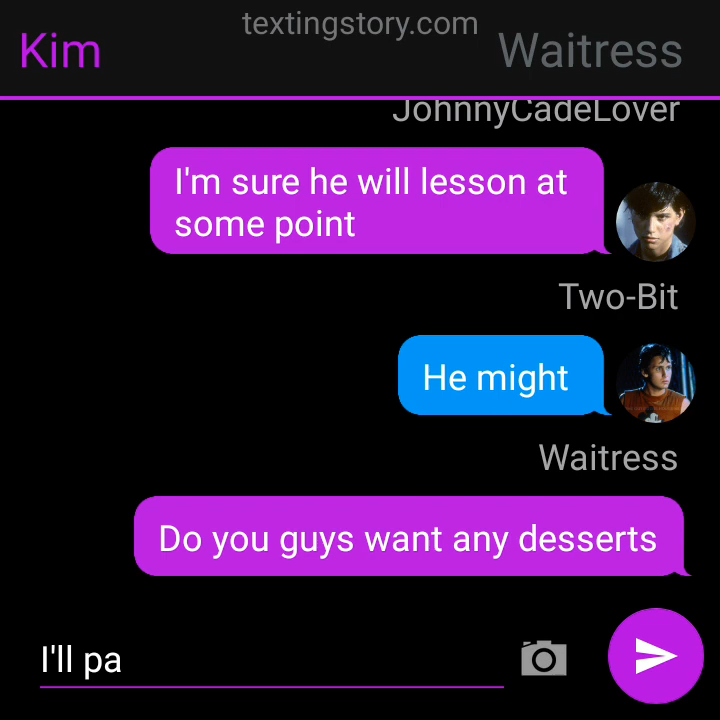 textingstory.com
Kim
Waitress
JohnnyCadeLover
I'm sure he will lesson at
some point
Two-Bit
He might
Waitress
Do you guys want any desserts
I'll pa